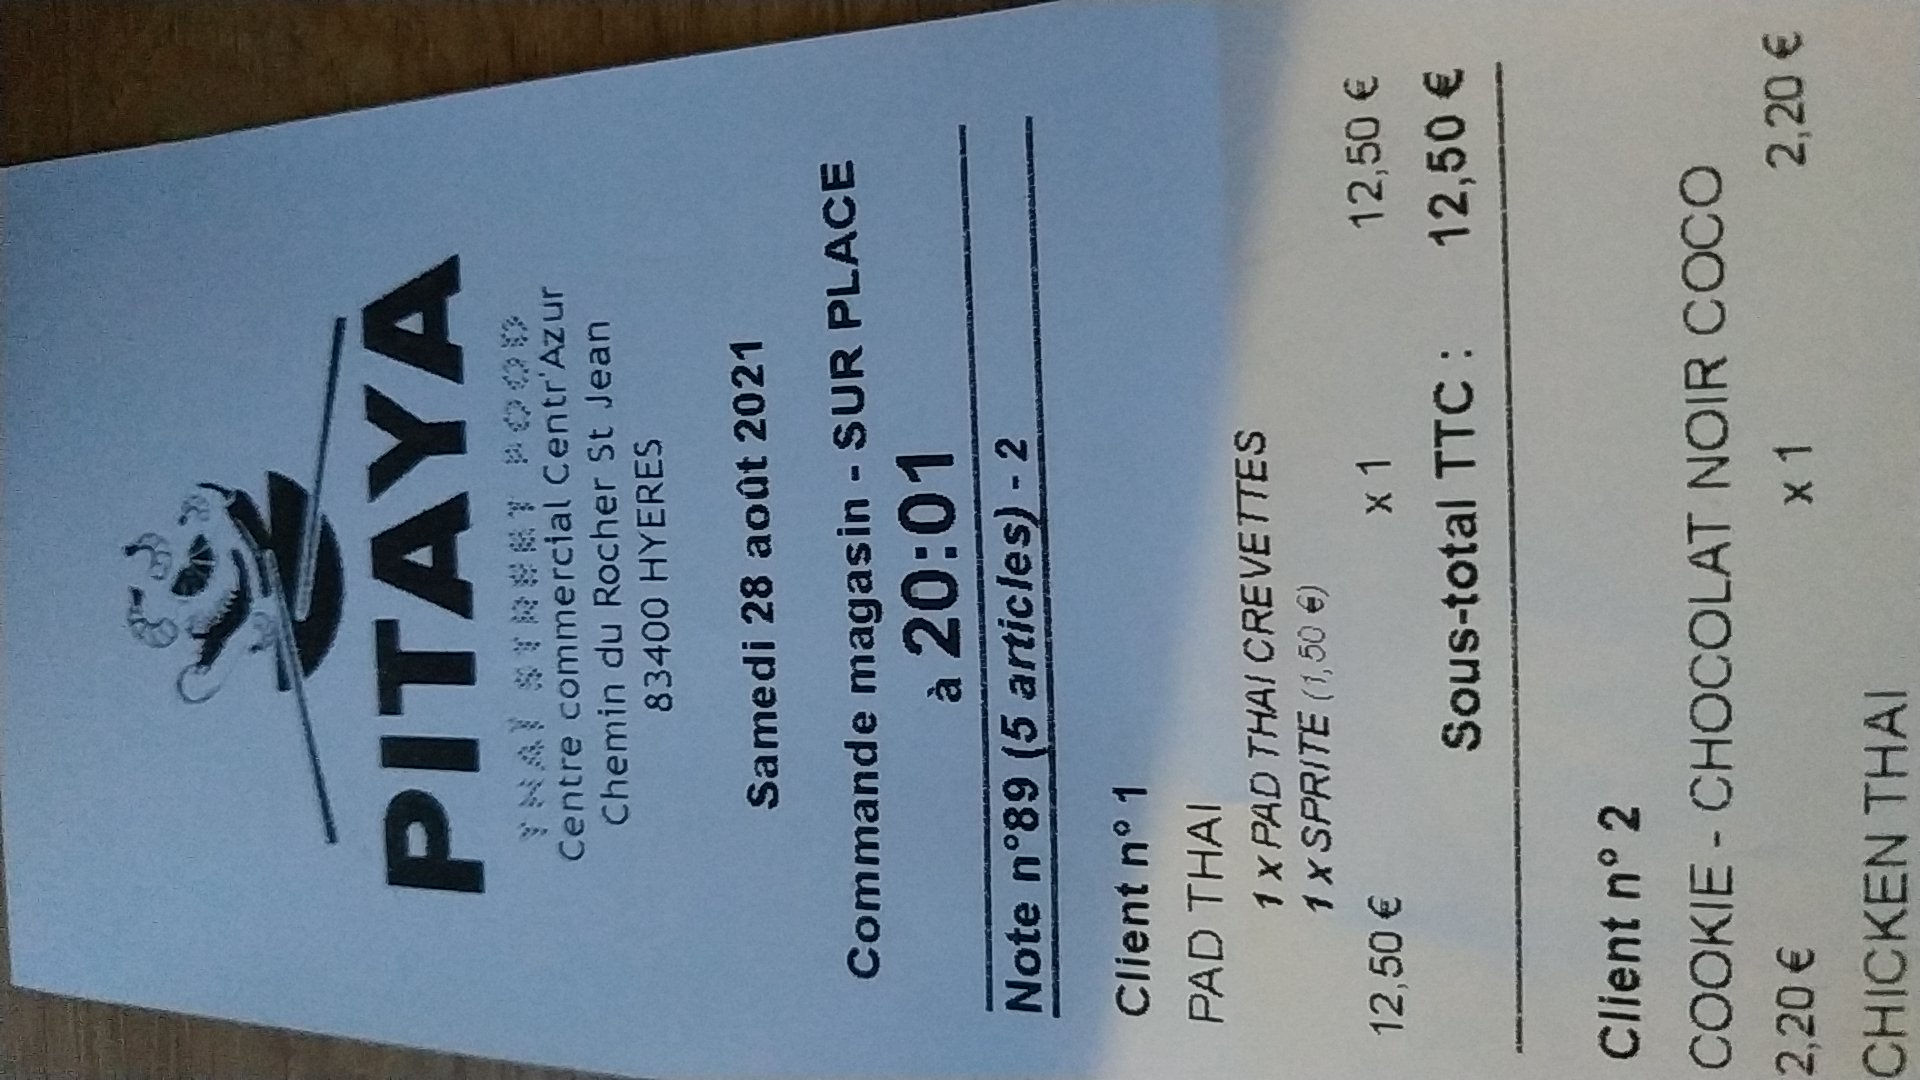 PITAYA
THAI STREET FOOD
Centre commercial Centr'Azur
Chemin du Rocher St Jean
83400 HYERES
Samedi 28 août 2021
Commande magasin - SUR PLACE
à 20:01
Note n°89 (5 articles) - 2
Client n° 1
PAD THAI
1 x PAD THAI CREVETTES
1 x SPRITE (1,50 €)
12,50 € x 1 12,50 €
Sous-total TTC : 12,50 €
Client n° 2
COOKIE - CHOCOLAT NOIR COCO
2,20 € x 1 2,20 €
CHICKEN THAI